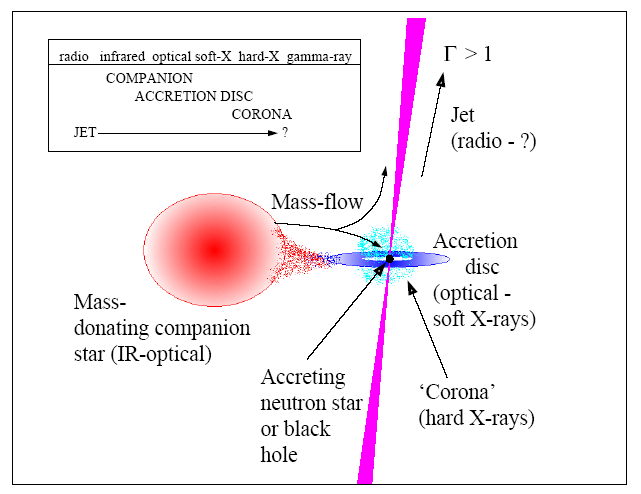 radio infrared optical soft-X hard-X gamma-ray
COMPANION
ACCRETION DISC
CORONA
JET ?
Γ > 1
Jet
(radio - ?)
Mass-flow
Accretion
disc
(optical -
soft X-rays)
Mass-
donating companion
star (IR-optical)
Accreting
neutron star
or black
hole
‘Corona’
(hard X-rays)